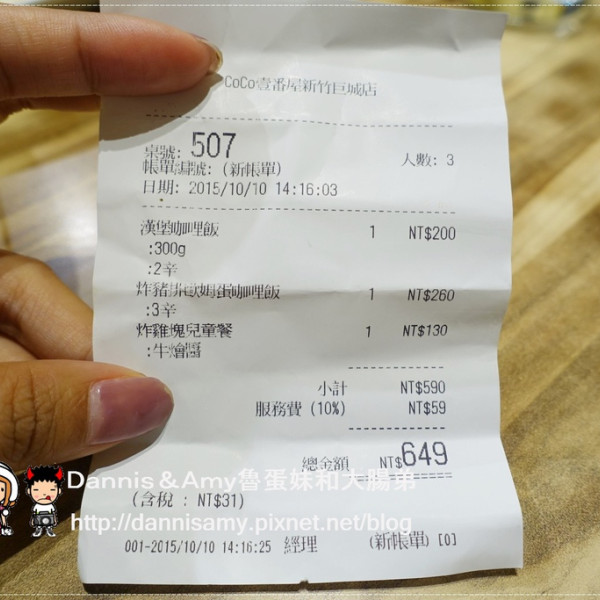 CoCo壹番屋新竹巨城店
桌號: 507 人數: 3
帳單編號: (新帳單)
日期: 2015/10/10 14:16:03
漢堡咖哩飯 1 NT$200
:300g
:2辛
炸豬排歐姆蛋咖哩飯 1 NT$260
:3辛
炸雞塊兒童餐 1 NT$130
:牛燴醬
小計 NT$590
服務費 (10%) NT$59
總金額 NT$649
Dannis & Amy魯蛋妹和大腸弟
(含稅 : NT$31)
http://dannisamy.pixnet.net/blog
001-2015/10/10 14:16:25 經理 (新帳單) [0]